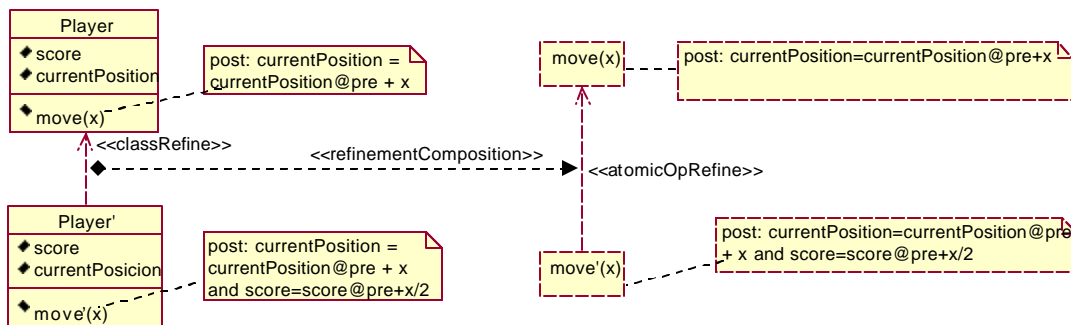 Player
score
currentPosition
move(x)
post: currentPosition =
currentPosition@pre + x
move(x)
post: currentPosition=currentPosition@pre+x
<<classRefine>>
<<refinementComposition>>
<<atomicOpRefine>>
Player'
score
currentPosicion
move'(x)
post: currentPosition =
currentPosition@pre + x
and score=score@pre+x/2
move'(x)
post: currentPosition=currentPosition@pre
+ x and score=score@pre+x/2